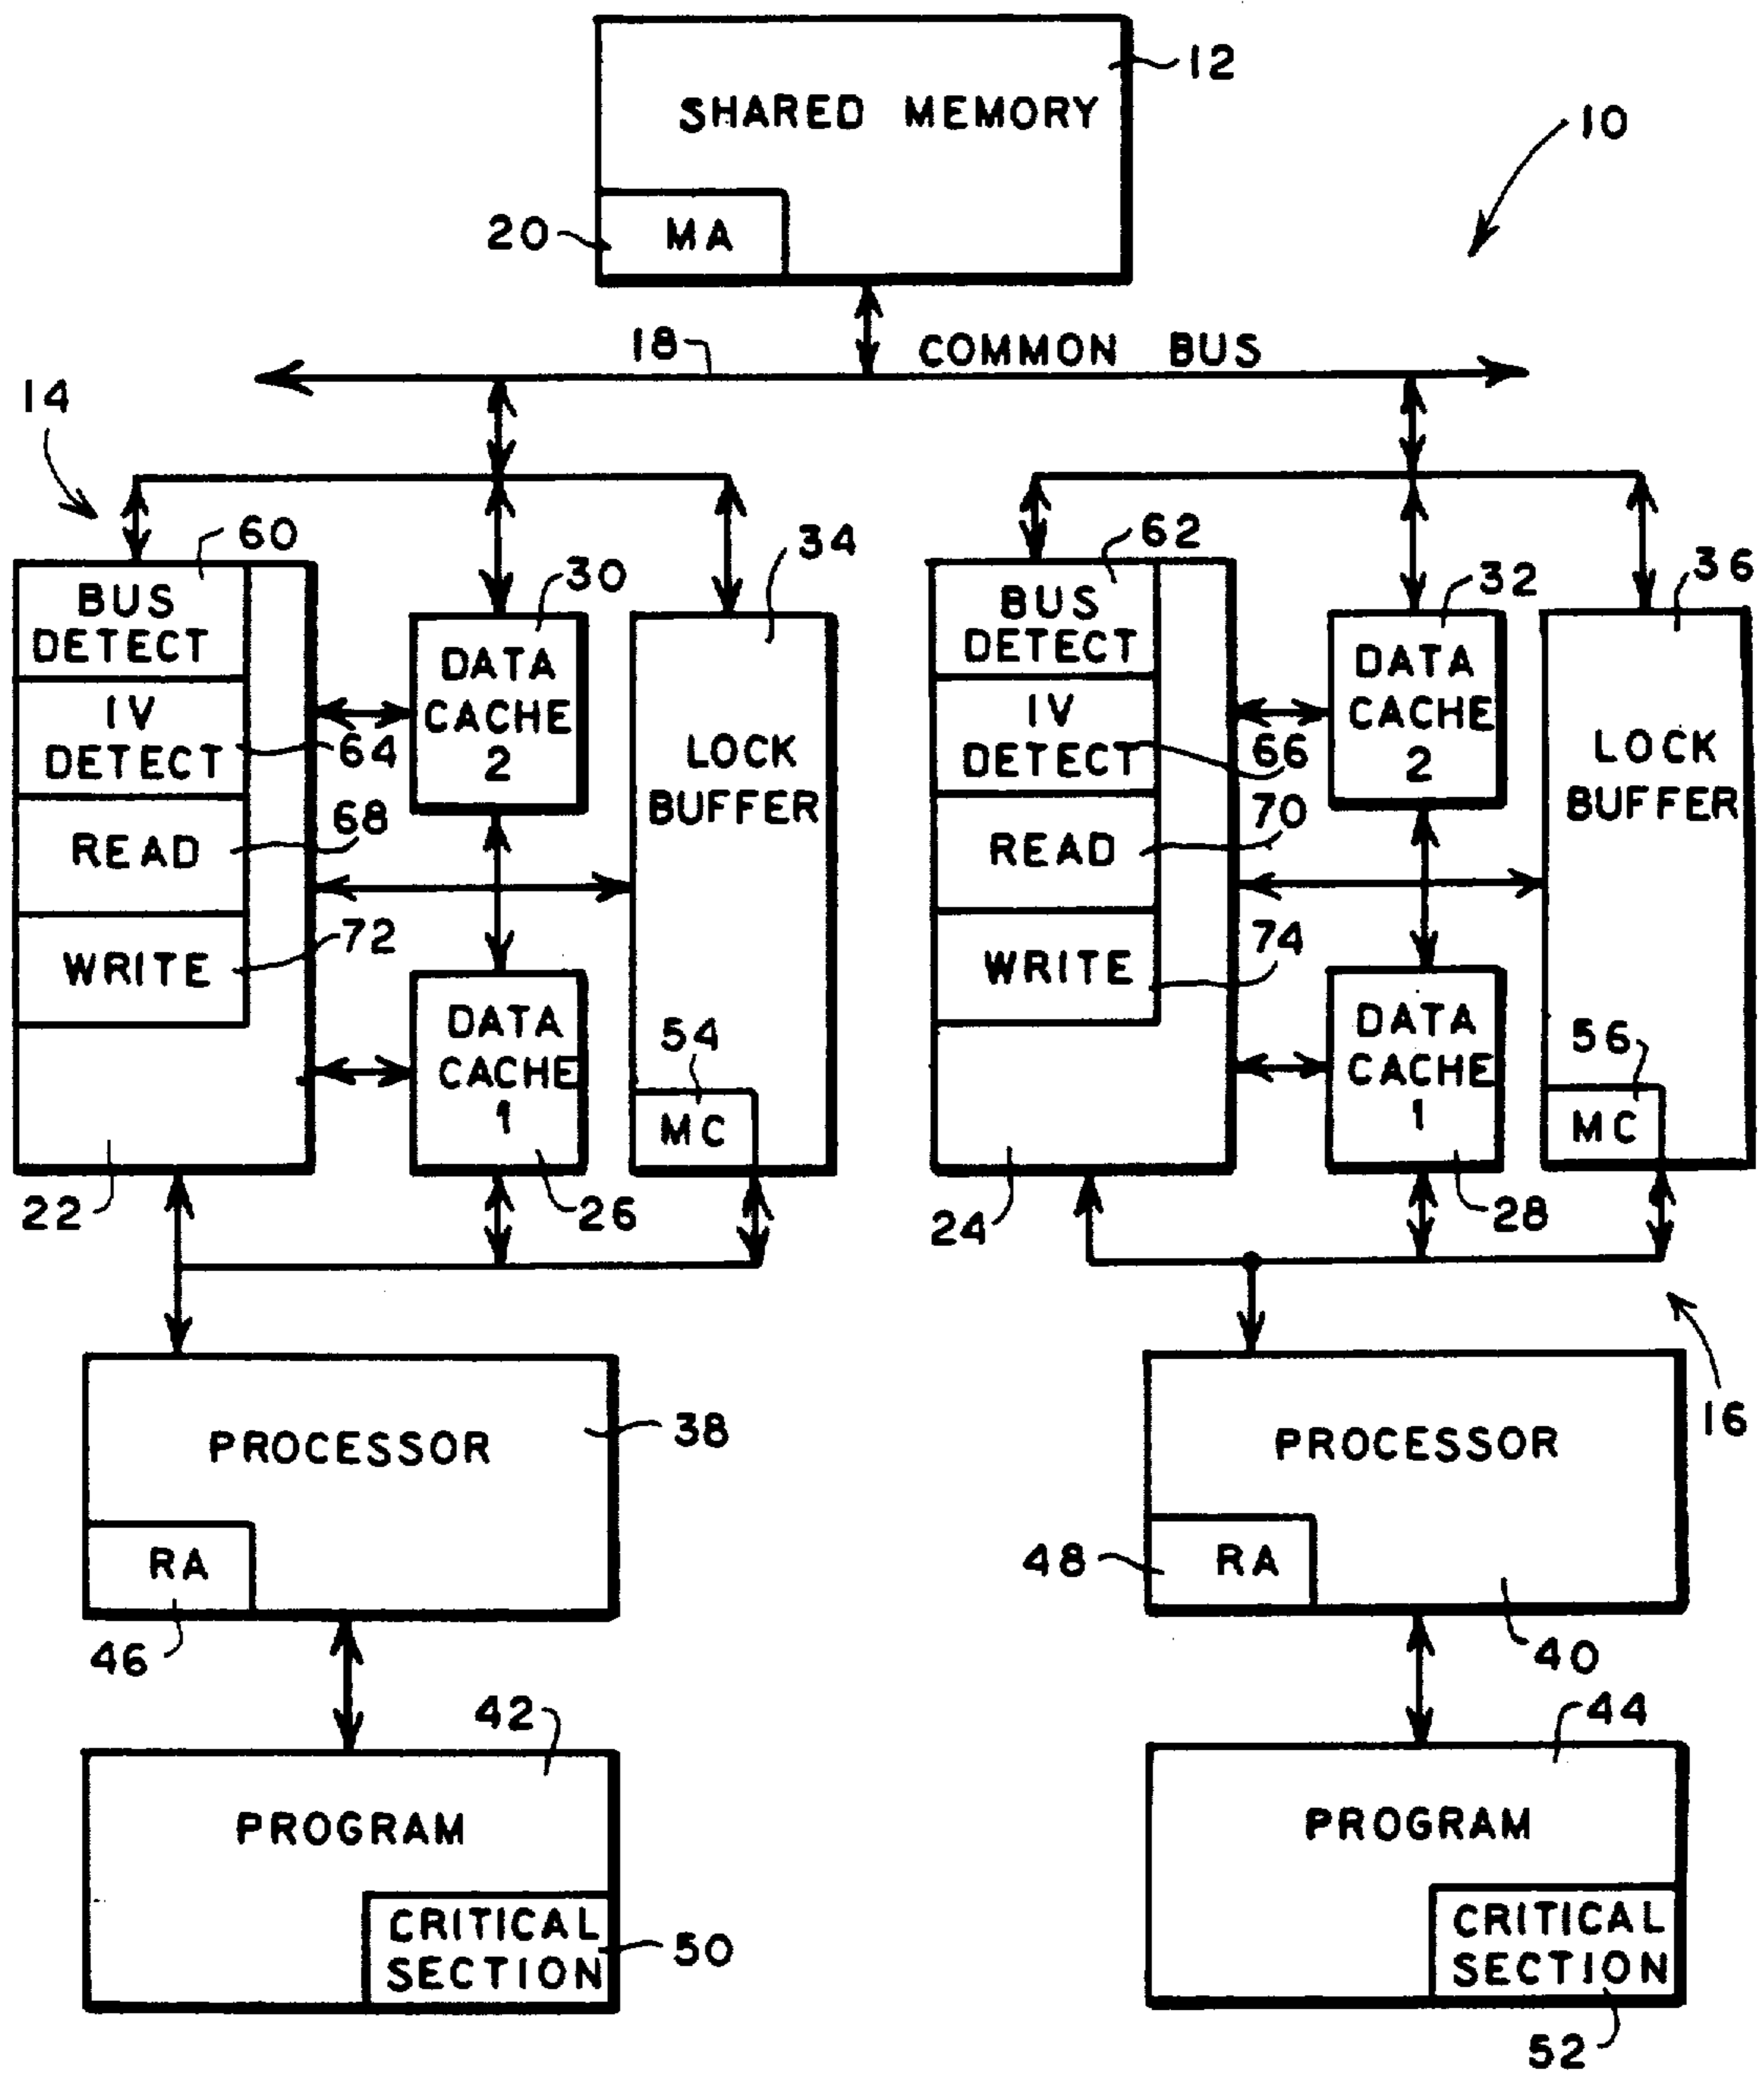 12
SHARED MEMORY
10
20
MA
18
COMMON BUS
14
60
BUS
DETECT
IV
DETECT
64
READ
68
WRITE
72
22
30
DATA
CACHE
2
34
LOCK
BUFFER
DATA
CACHE
1
26
54
MC
62
BUS
DETECT
IV
DETECT
66
READ
70
WRITE
74
24
32
DATA
CACHE
2
36
LOCK
BUFFER
DATA
CACHE
1
28
56
MC
16
PROCESSOR
38
RA
46
PROCESSOR
48
RA
40
42
PROGRAM
CRITICAL
SECTION
50
44
PROGRAM
CRITICAL
SECTION
52